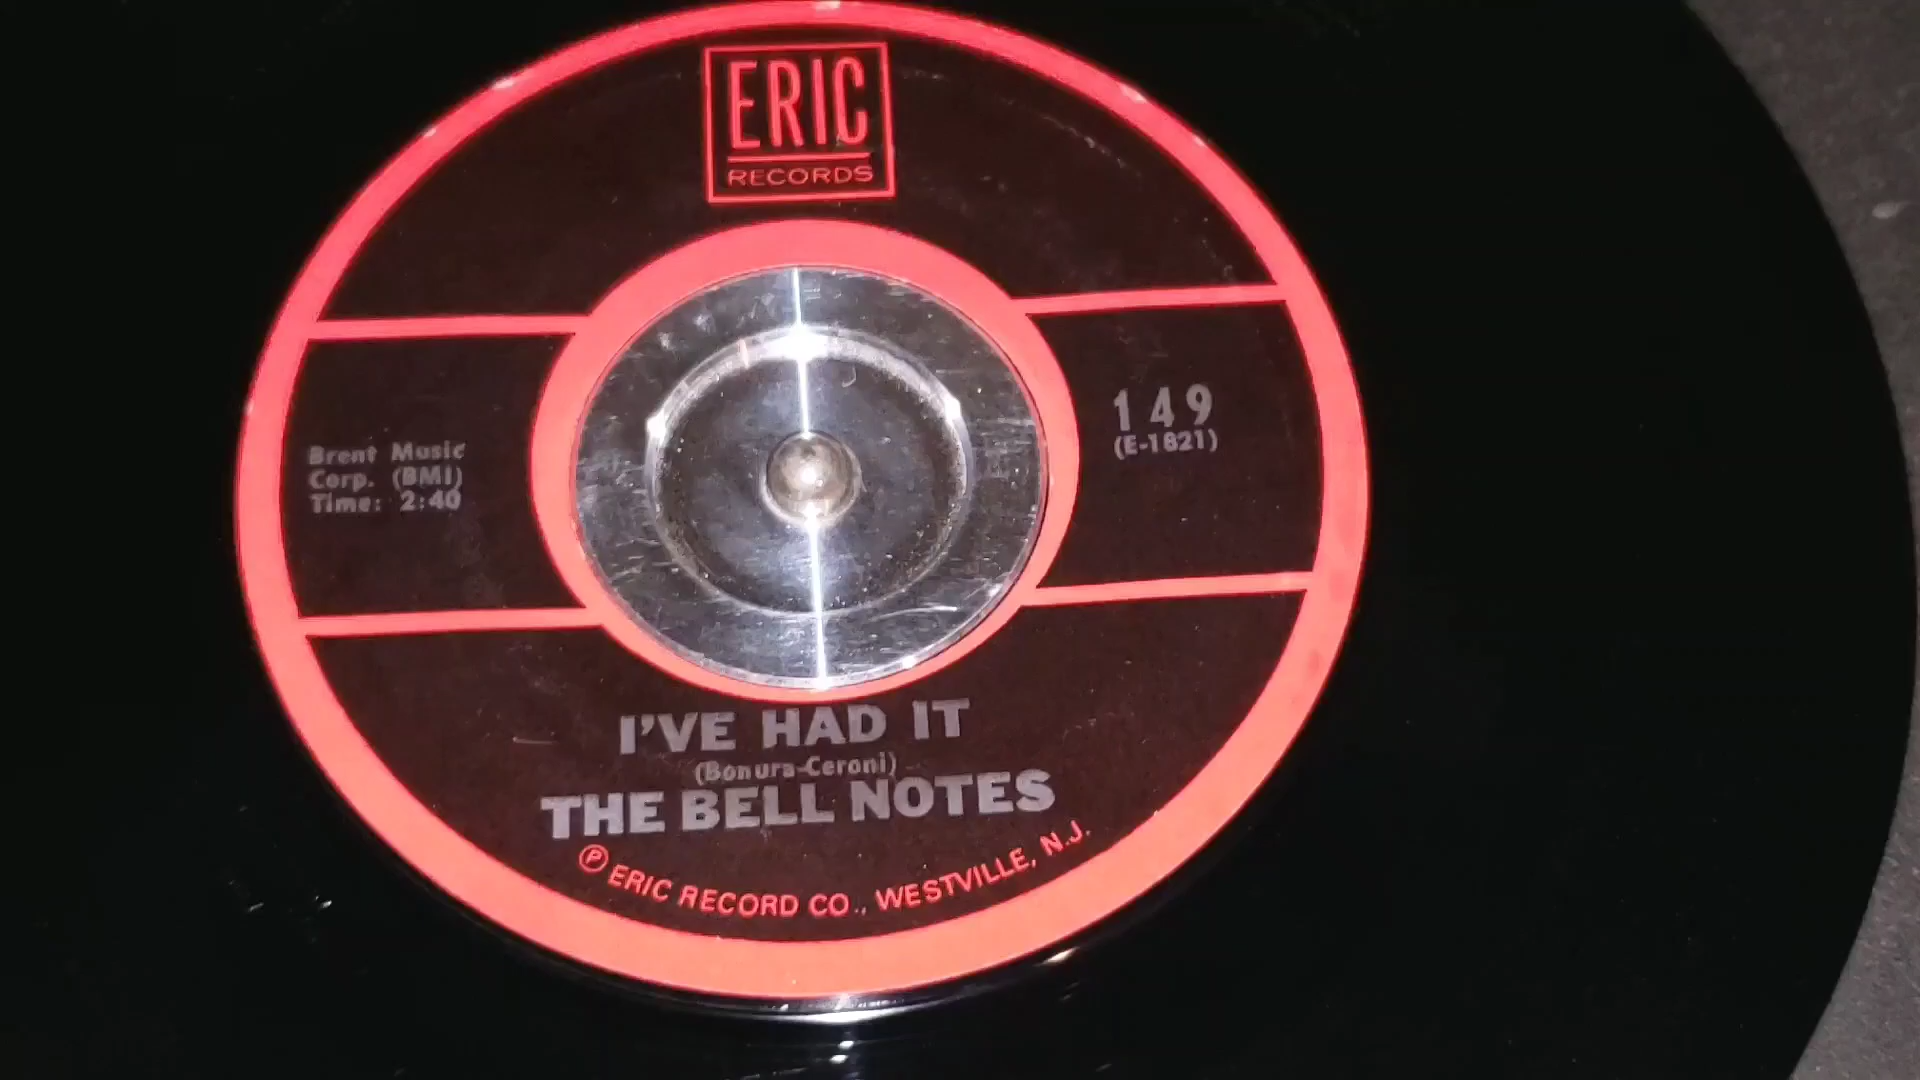 ERIC
RECORDS
Brent Music
Corp. (BMI)
Time: 2:40
149
(E-1821)
I'VE HAD IT
(Bonura-Ceroni)
THE BELL NOTES
Ⓟ ERIC RECORD CO., WESTVILLE, N.J.